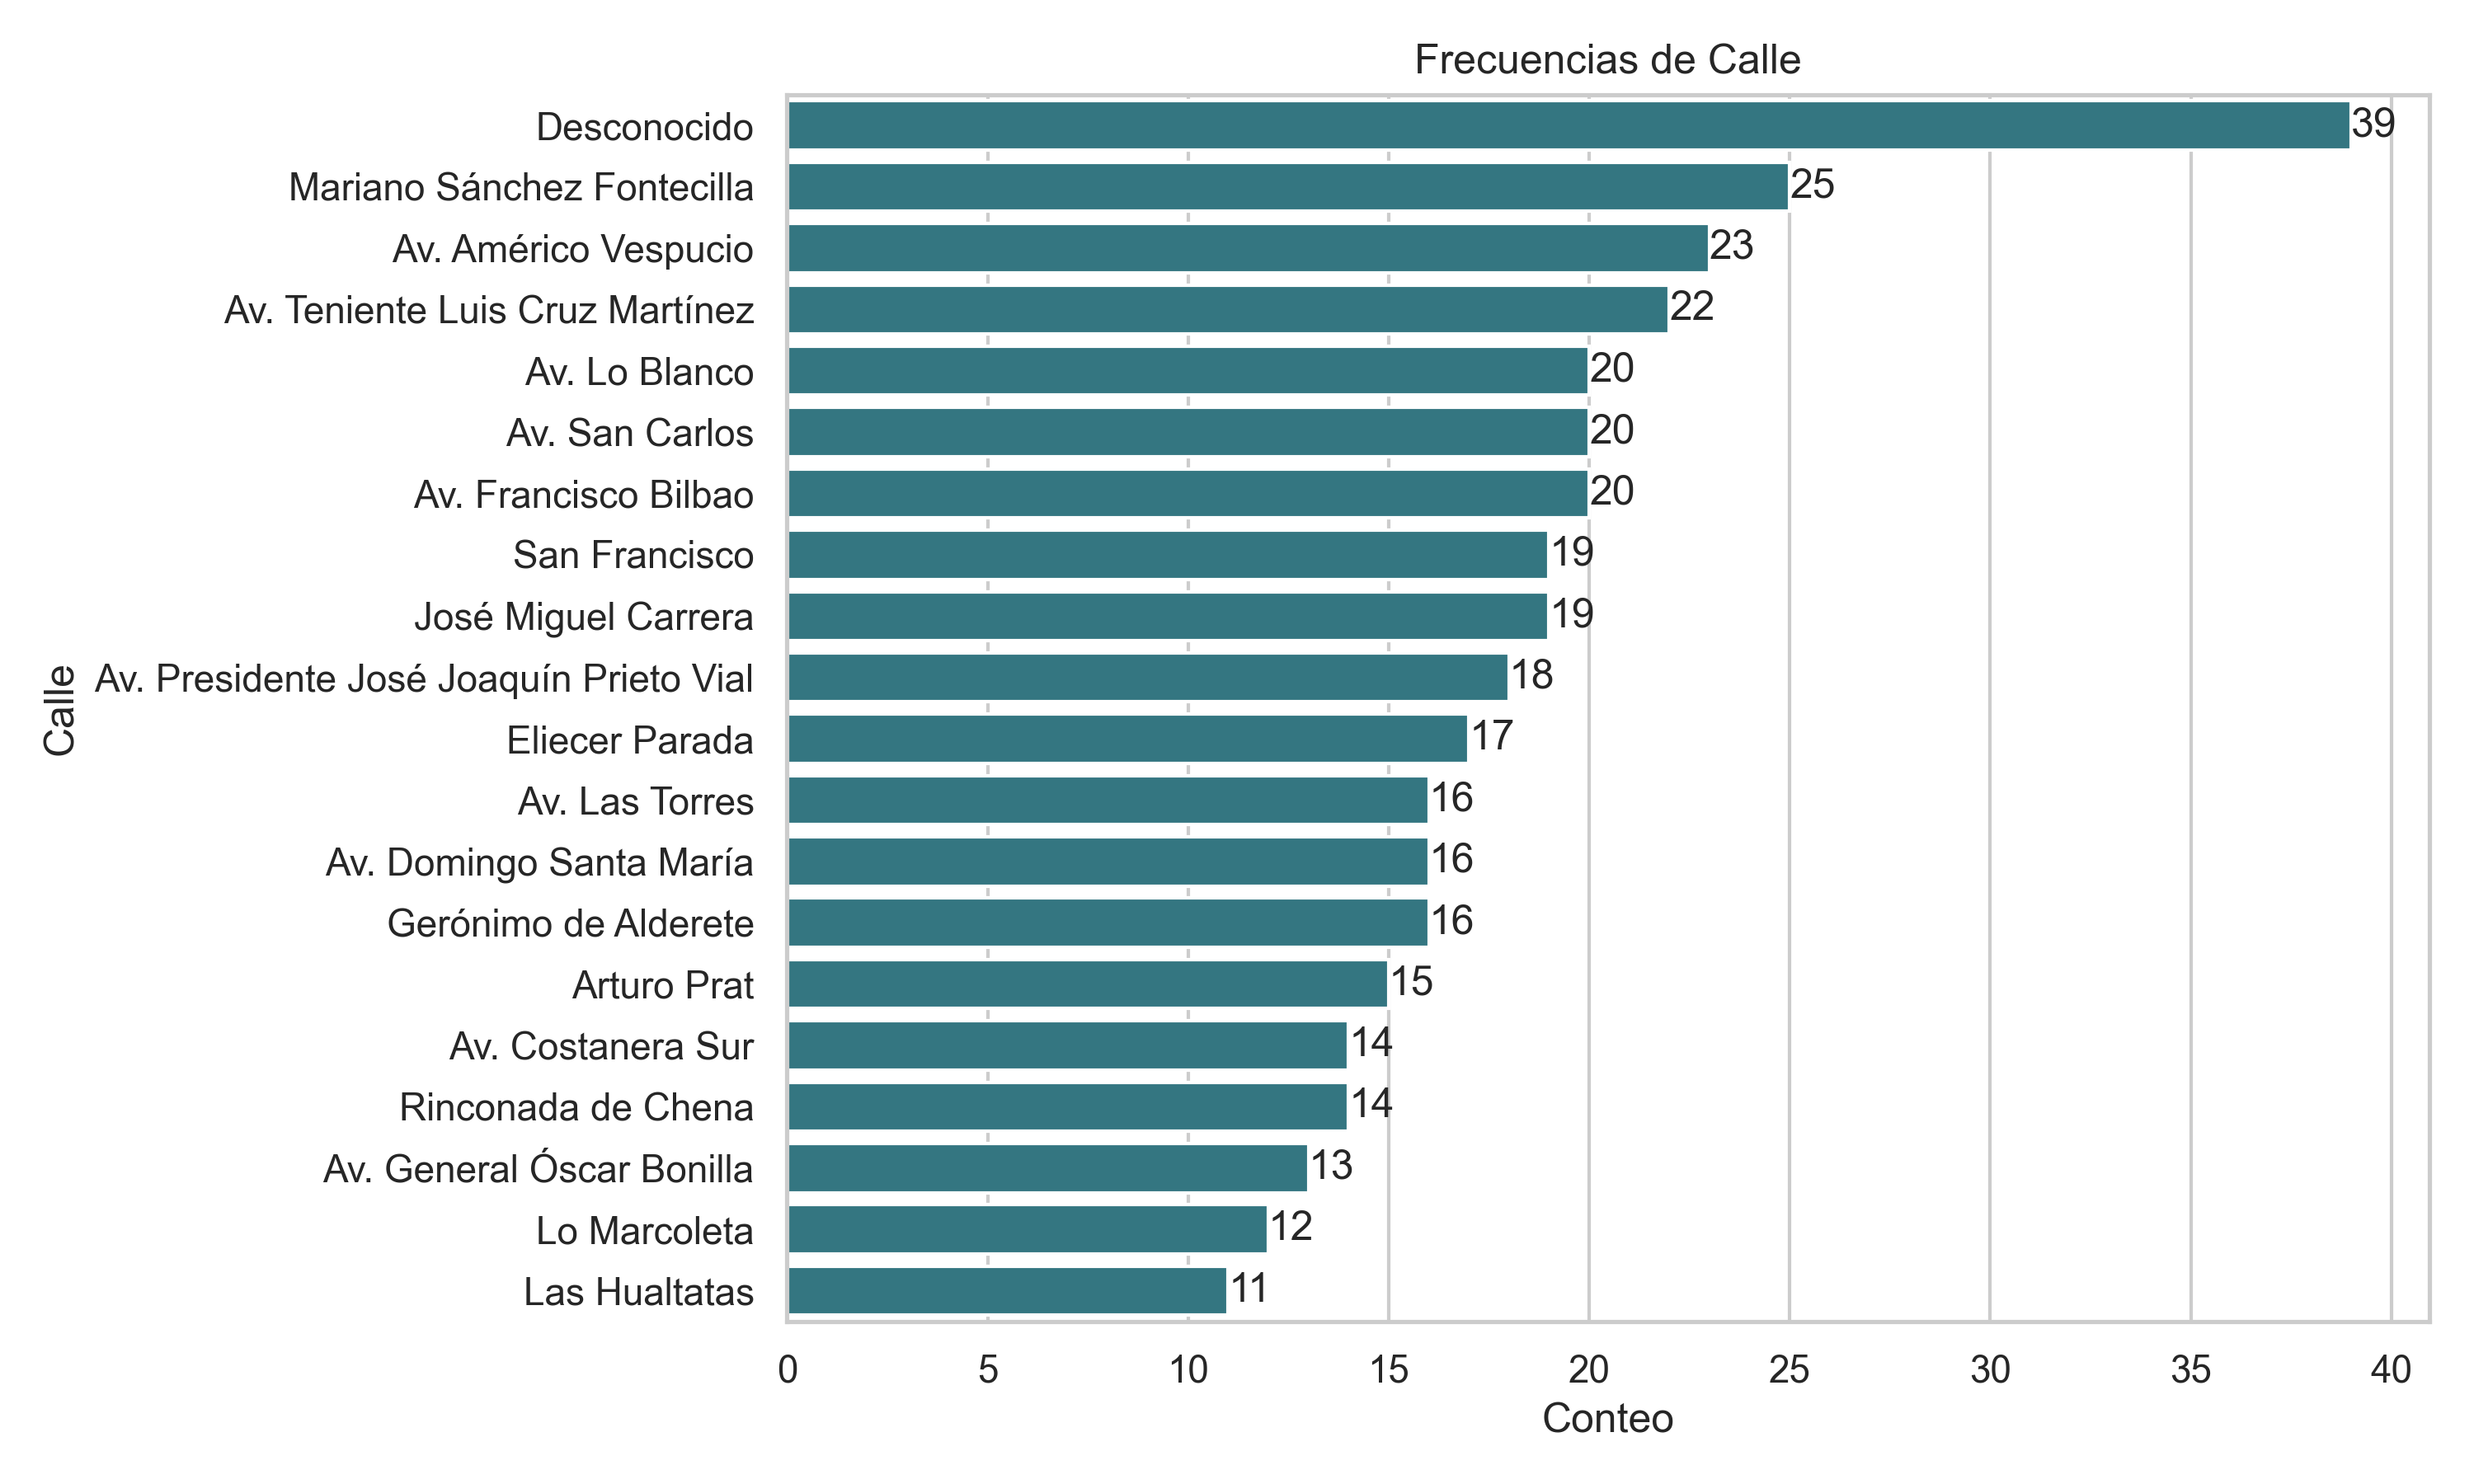 Frecuencias de Calle
Desconocido 39
Mariano Sánchez Fontecilla 25
Av. Américo Vespucio 23
Av. Teniente Luis Cruz Martínez 22
Av. Lo Blanco 20
Av. San Carlos 20
Av. Francisco Bilbao 20
San Francisco 19
José Miguel Carrera 19
Av. Presidente José Joaquín Prieto Vial 18
Eliecer Parada 17
Av. Las Torres 16
Av. Domingo Santa María 16
Gerónimo de Alderete 16
Arturo Prat 15
Av. Costanera Sur 14
Rinconada de Chena 14
Av. General Óscar Bonilla 13
Lo Marcoleta 12
Las Hualtatas 11
Calle
0 5 10 15 20 25 30 35 40
Conteo